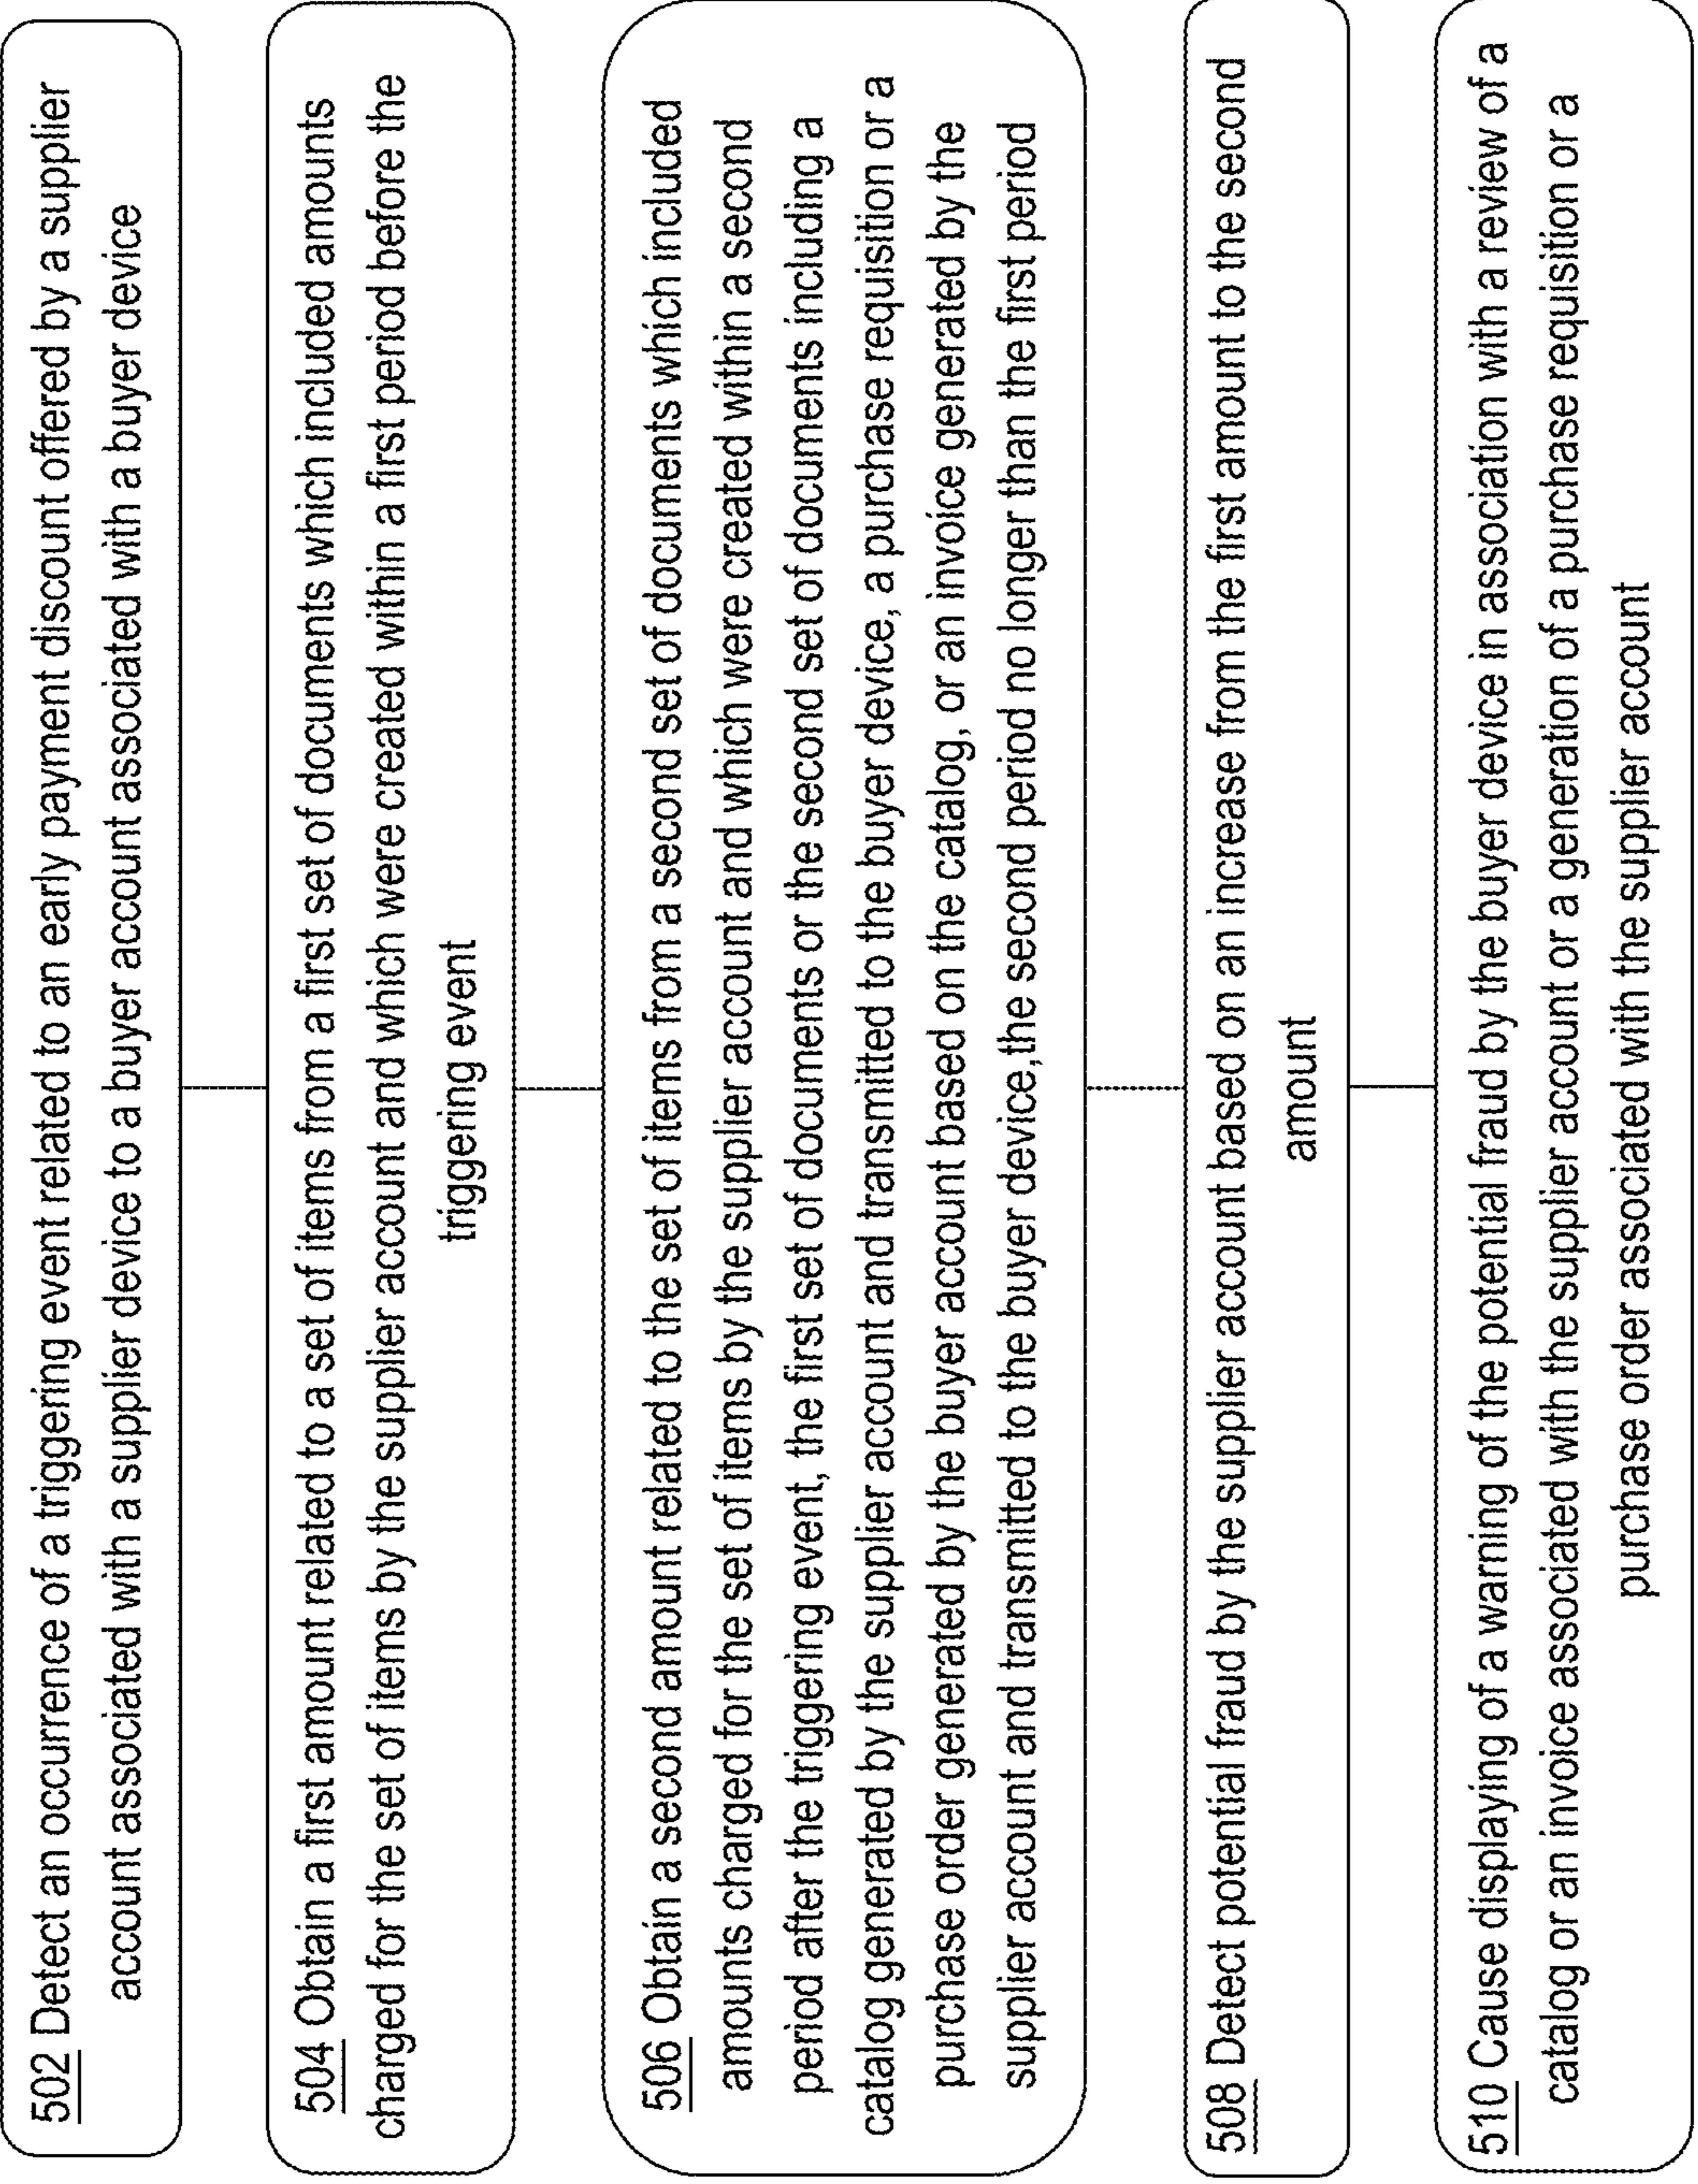 502 Detect an occurrence of a triggering event related to an early payment discount offered by a supplier
account associated with a supplier device to a buyer account associated with a buyer device
504 Obtain a first amount related to a set of items from a first set of documents which included amounts
charged for the set of items by the supplier account and which were created within a first period before the
triggering event
506 Obtain a second amount related to the set of items from a second set of documents which included
amounts charged for the set of items by the supplier account and which were created within a second
period after the triggering event, the first set of documents or the second set of documents including a
catalog generated by the supplier account and transmitted to the buyer device, a purchase requisition or a
purchase order generated by the buyer account based on the catalog, or an invoice generated by the
supplier account and transmitted to the buyer device,the second period no longer than the first period
508 Detect potential fraud by the supplier account based on an increase from the first amount to the second
amount
510 Cause displaying of a warning of the potential fraud by the buyer device in association with a review of a
catalog or an invoice associated with the supplier account or a generation of a purchase requisition or a
purchase order associated with the supplier account